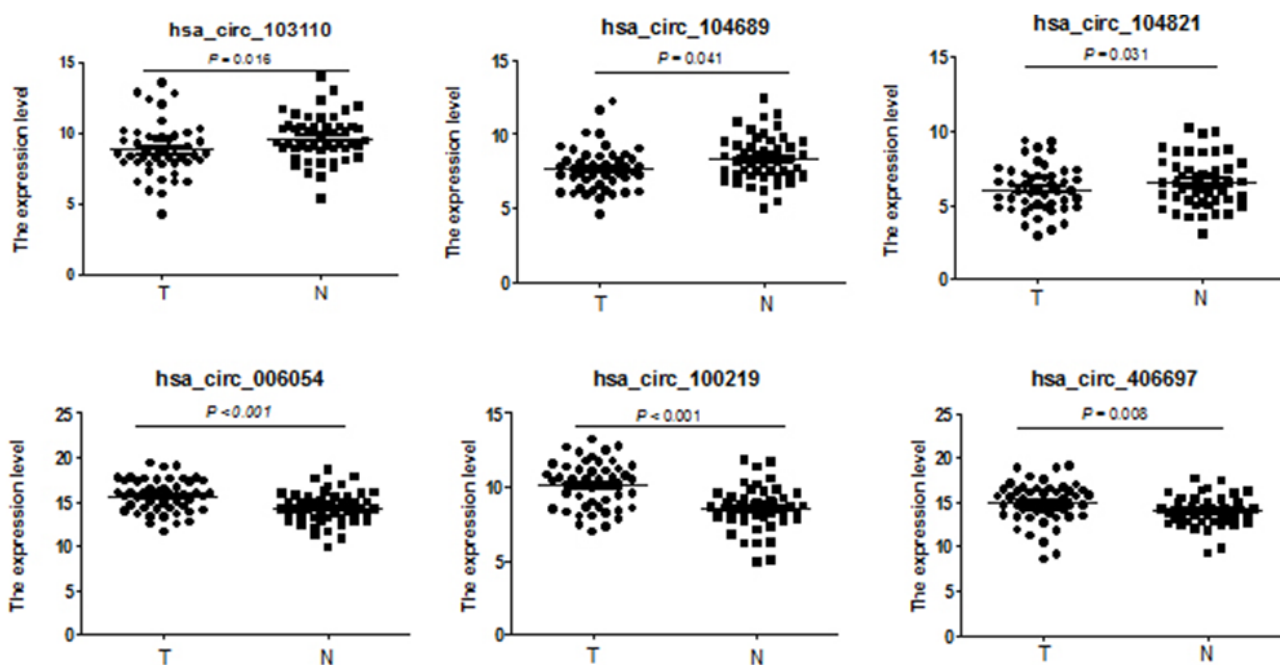 hsa_circ_103110
P = 0.016
The expression level
15
10
5
0
T
N
hsa_circ_104689
P = 0.041
The expression level
15
10
5
0
T
N
hsa_circ_104821
P = 0.031
The expression level
15
10
5
0
T
N
hsa_circ_006054
P < 0.001
The expression level
25
20
15
10
5
0
T
N
hsa_circ_100219
P < 0.001
The expression level
15
10
5
0
T
N
hsa_circ_406697
P = 0.008
The expression level
25
20
15
10
5
0
T
N